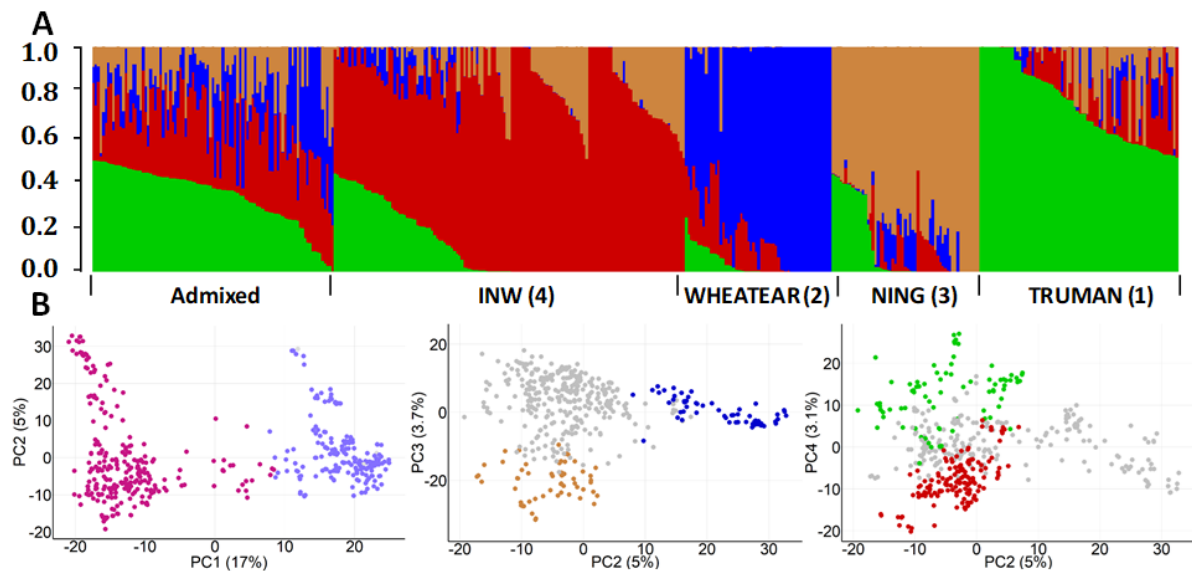 A
1.0
0.8
0.6
0.4
0.2
0.0
Admixed
INW (4)
WHEATEAR (2)
NING (3)
TRUMAN (1)
B
PC2 (5%)
30
20
10
0
-10
-20
-20
-10
0
10
20
PC1 (17%)
PC3 (3.7%)
20
0
-20
-20
-10
0
10
20
30
PC2 (5%)
PC4 (3.1%)
30
20
10
0
-10
-20
-20
-10
0
10
20
30
PC2 (5%)